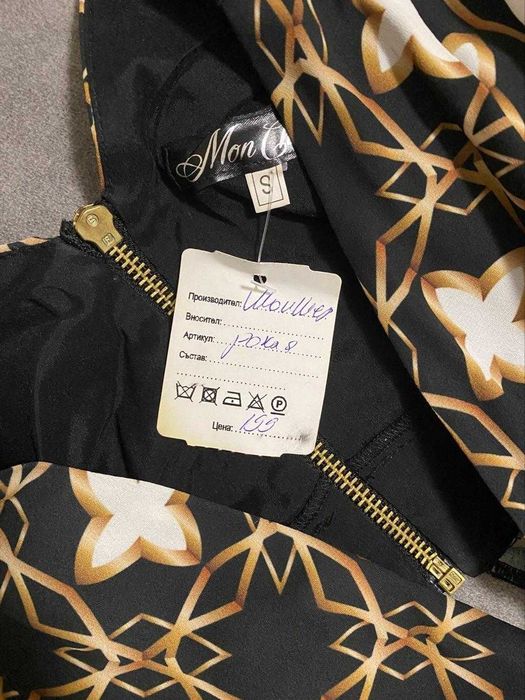 Mon
S
Производител:
Вносител:
Артикул: рокля
Състав:
P
Цена: 199